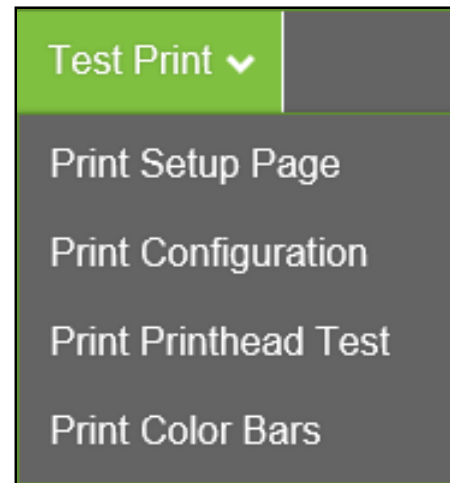 Test Print
Print Setup Page
Print Configuration
Print Printhead Test
Print Color Bars